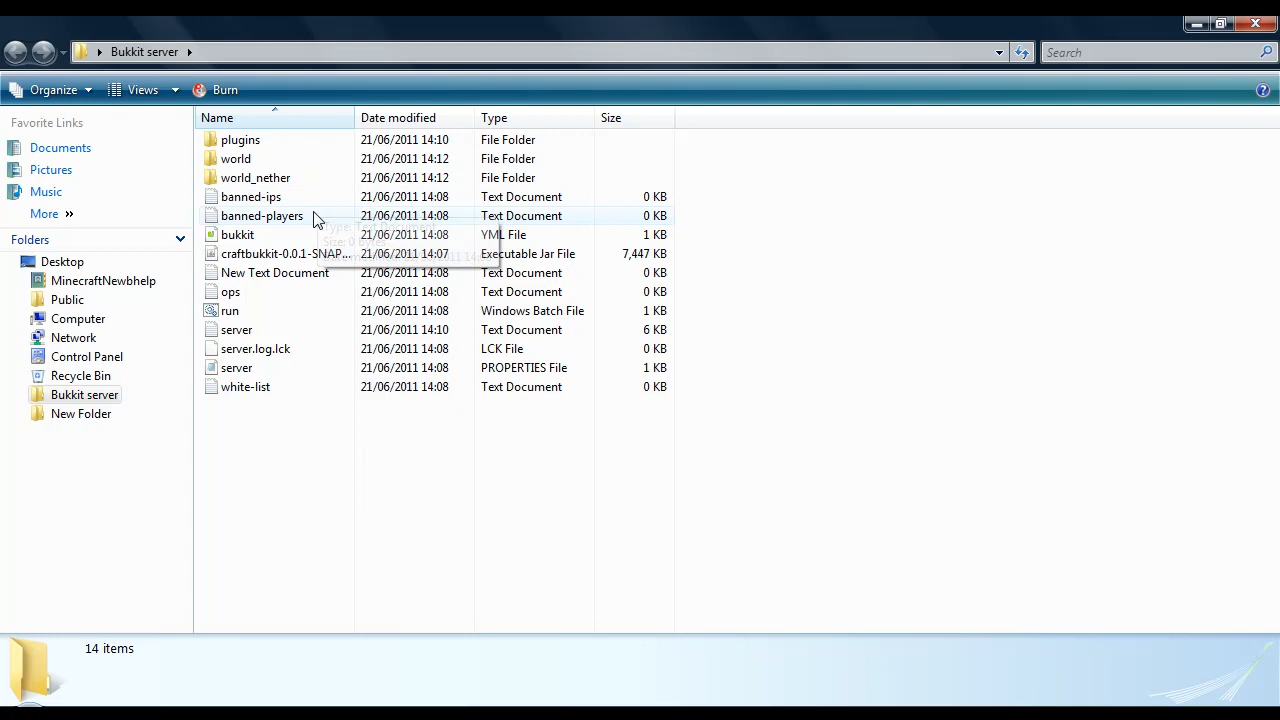 Bukkit server
Search
Organize Views Burn
Favorite Links
Documents
Pictures
Music
More »
Folders
Desktop
MinecraftNewbhelp
Public
Computer
Network
Control Panel
Recycle Bin
Bukkit server
New Folder
Name Date modified Type Size
plugins 21/06/2011 14:10 File Folder
world 21/06/2011 14:12 File Folder
world_nether 21/06/2011 14:12 File Folder
banned-ips 21/06/2011 14:08 Text Document 0 KB
banned-players 21/06/2011 14:08 Text Document 0 KB
Type: Text Document
bukkit 21/06/2011 14:08 YML File 1 KB
Size: 0 bytes
craftbukkit-0.0.1-SNAP... 21/06/2011 14:07 Executable Jar File 7,447 KB
New Text Document 21/06/2011 14:08 Text Document 0 KB
ops 21/06/2011 14:08 Text Document 0 KB
run 21/06/2011 14:08 Windows Batch File 1 KB
server 21/06/2011 14:10 Text Document 6 KB
server.log.lck 21/06/2011 14:08 LCK File 0 KB
server 21/06/2011 14:08 PROPERTIES File 1 KB
white-list 21/06/2011 14:08 Text Document 0 KB
14 items